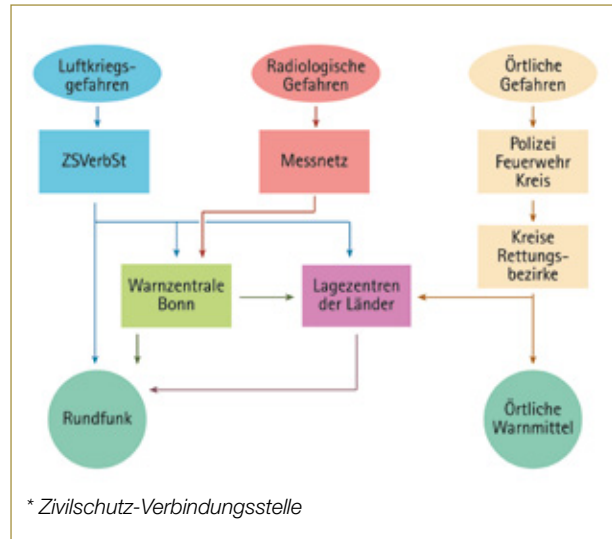 Luftkriegs-
gefahren
Radiologische
Gefahren
Örtliche
Gefahren
ZSVerbSt
Messnetz
Polizei
Feuerwehr
Kreis
Kreise
Rettungs-
bezirke
Warnzentrale
Bonn
Lagezentren
der Länder
Rundfunk
Örtliche
Warnmittel
* Zivilschutz-Verbindungsstelle